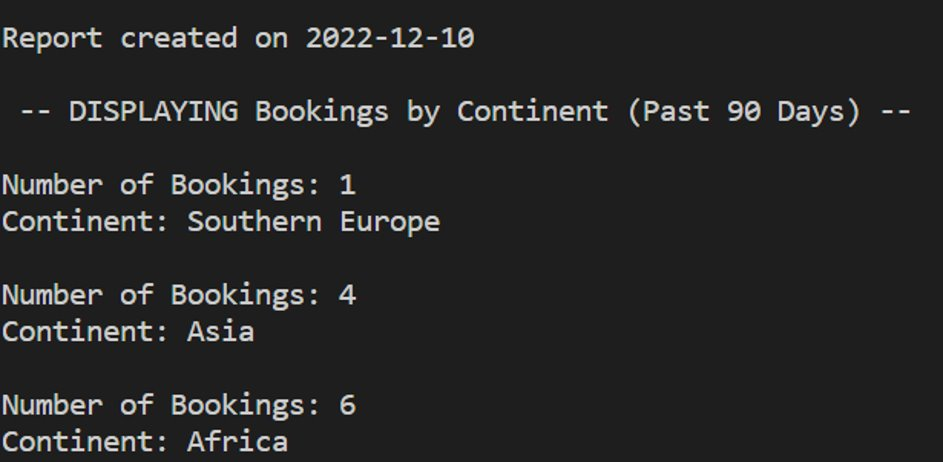 Report created on 2022-12-10
-- DISPLAYING Bookings by Continent (Past 90 Days) --
Number of Bookings: 1
Continent: Southern Europe
Number of Bookings: 4
Continent: Asia
Number of Bookings: 6
Continent: Africa